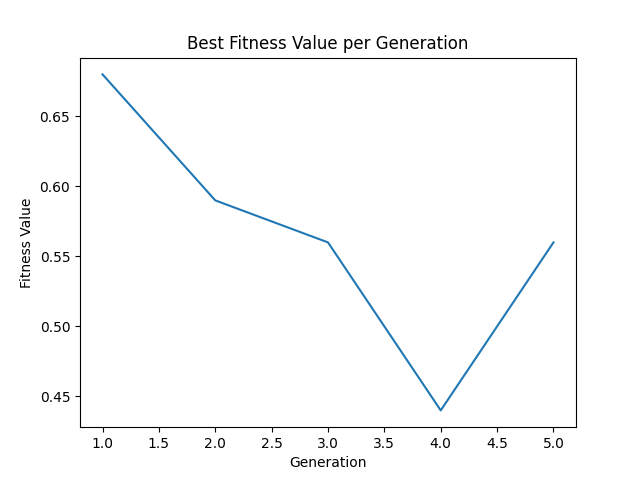 Best Fitness Value per Generation
0.65
0.60
0.55
0.50
0.45
Fitness Value
1.0 1.5 2.0 2.5 3.0 3.5 4.0 4.5 5.0
Generation